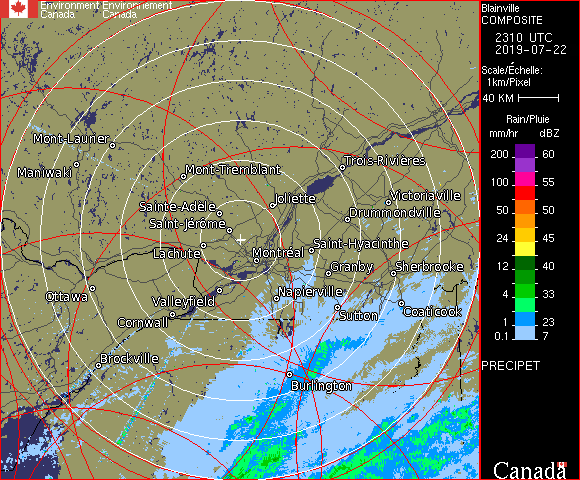 Environment Environnement
Canada Canada
Blainville
COMPOSITE
2310 UTC
2019-07-22
Scale/Échelle:
1km/Pixel
40 KM
Rain/Pluie
mm/hr dBZ
200 60
100 55
50 50
24 45
12 40
4 33
1 23
0.1 7
PRECIPET
Canada
Mont-Laurier
Maniwaki
Mont-Tremblant
Trois-Rivières
Sainte-Adele
Joliette
Victoriaville
Drummondville
Saint-Jérôme
Lachute
Montréal
Saint-Hyacinthe
Granby
Sherbrooke
Ottawa
Valleyfield
Napierville
Cornwall
Sutton
Coaticook
Brockville
Burlington